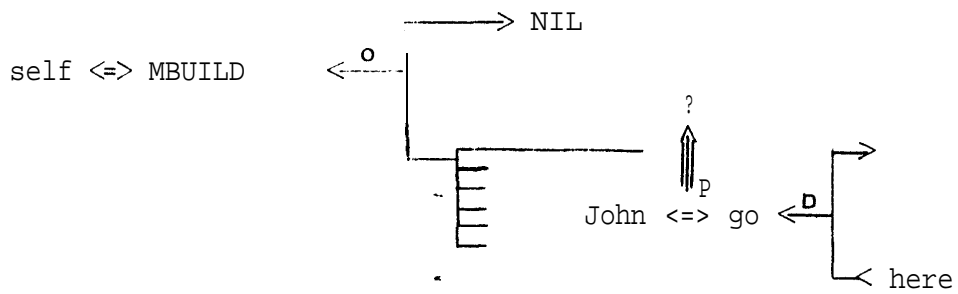 NIL
self <=> MBUILD O
?
p
John <=> go D
here